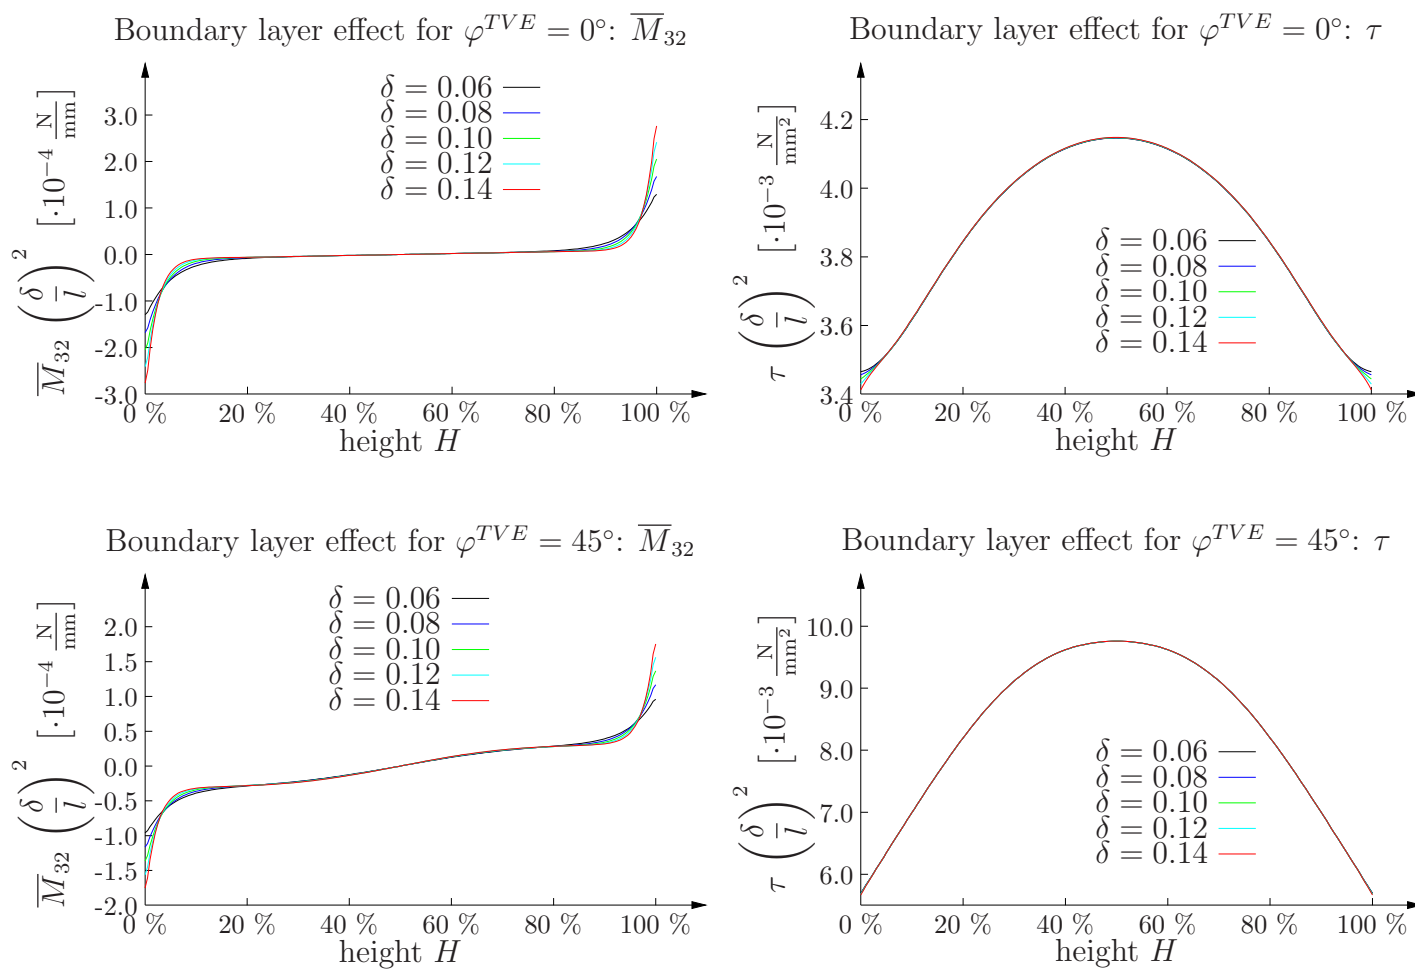 Boundary layer effect for φ^{TVE} = 0°: M̅₃₂
M̅₃₂ (δ/l)² [·10⁻⁴ N/mm]
3.0
2.0
1.0
0.0
-1.0
-2.0
-3.0
δ = 0.06
δ = 0.08
δ = 0.10
δ = 0.12
δ = 0.14
0 % 20 % 40 % 60 % 80 % 100 %
height H
Boundary layer effect for φ^{TVE} = 0°: τ
τ (δ/l)² [·10⁻³ N/mm²]
4.2
4.0
3.8
3.6
3.4
δ = 0.06
δ = 0.08
δ = 0.10
δ = 0.12
δ = 0.14
0 % 20 % 40 % 60 % 80 % 100 %
height H
Boundary layer effect for φ^{TVE} = 45°: M̅₃₂
M̅₃₂ (δ/l)² [·10⁻⁴ N/mm]
2.0
1.5
1.0
0.5
0.0
-0.5
-1.0
-1.5
-2.0
δ = 0.06
δ = 0.08
δ = 0.10
δ = 0.12
δ = 0.14
0 % 20 % 40 % 60 % 80 % 100 %
height H
Boundary layer effect for φ^{TVE} = 45°: τ
τ (δ/l)² [·10⁻³ N/mm²]
10.0
9.0
8.0
7.0
6.0
δ = 0.06
δ = 0.08
δ = 0.10
δ = 0.12
δ = 0.14
0 % 20 % 40 % 60 % 80 % 100 %
height H